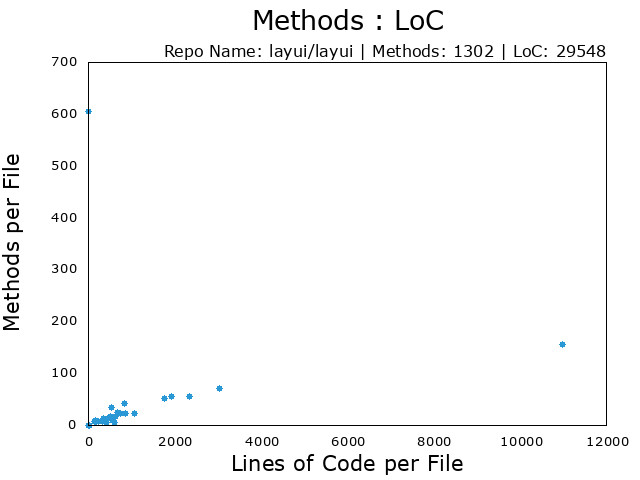 Methods : LoC
Repo Name: layui/layui | Methods: 1302 | LoC: 29548
700
600
500
400
300
200
100
0
Methods per File
0 2000 4000 6000 8000 10000 12000
Lines of Code per File